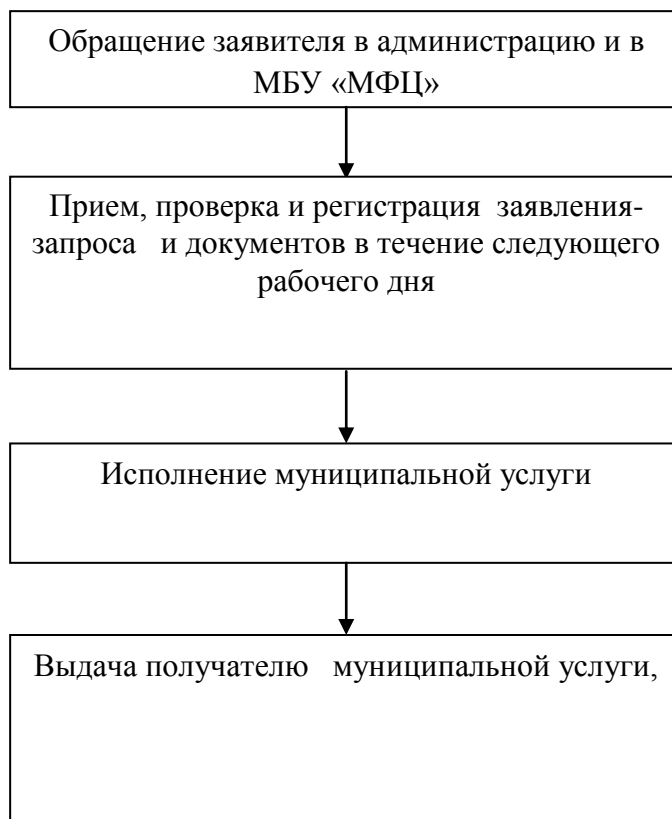 Обращение заявителя в администрацию и в
МБУ «МФЦ»
Прием, проверка и регистрация заявления-
запроса и документов в течение следующего
рабочего дня
Исполнение муниципальной услуги
Выдача получателю муниципальной услуги,